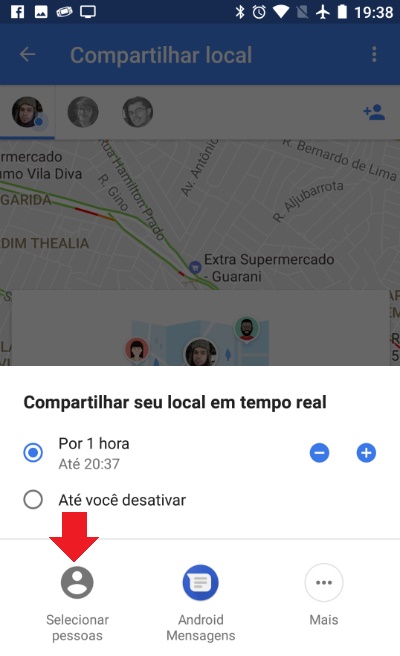 19:38
Compartilhar local
rmercado
umo Vila Diva
GARIDA
R. Gino
Rua Hamilton Prado
Av. Antônio
R. Bernardo de Lima
R. Aljubarrota
DIM THEALIA
Extra Supermercado
- Guarani
Compartilhar seu local em tempo real
Por 1 hora
Até 20:37
Até você desativar
Selecionar
pessoas
Android
Mensagens
Mais